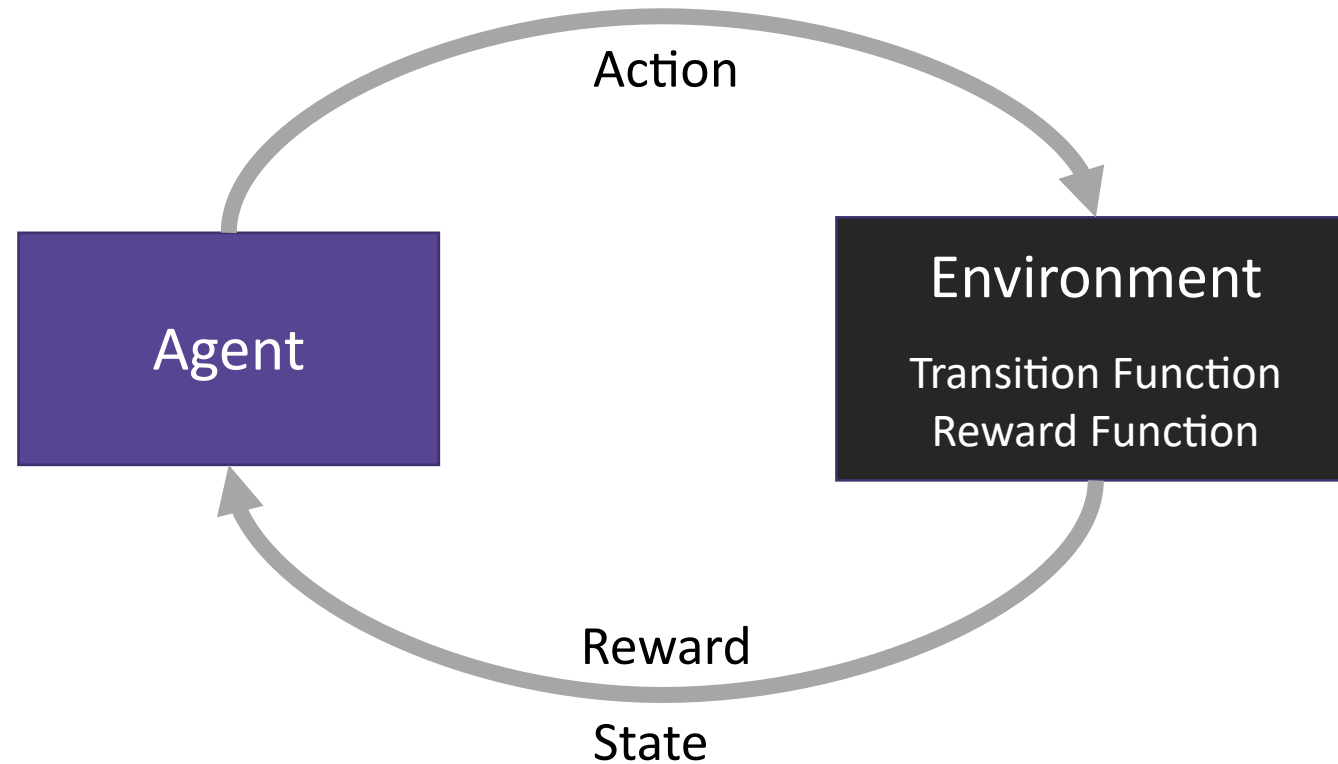 Action
Agent
Environment
Transition Function
Reward Function
Reward
State